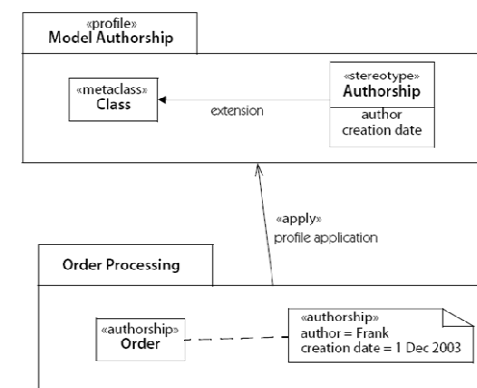 «profile»
Model Authorship
«metaclass»
Class
extension
«stereotype»
Authorship
author
creation date
«apply»
profile application
Order Processing
«authorship»
Order
«authorship»
author = Frank
creation date = 1 Dec 2003